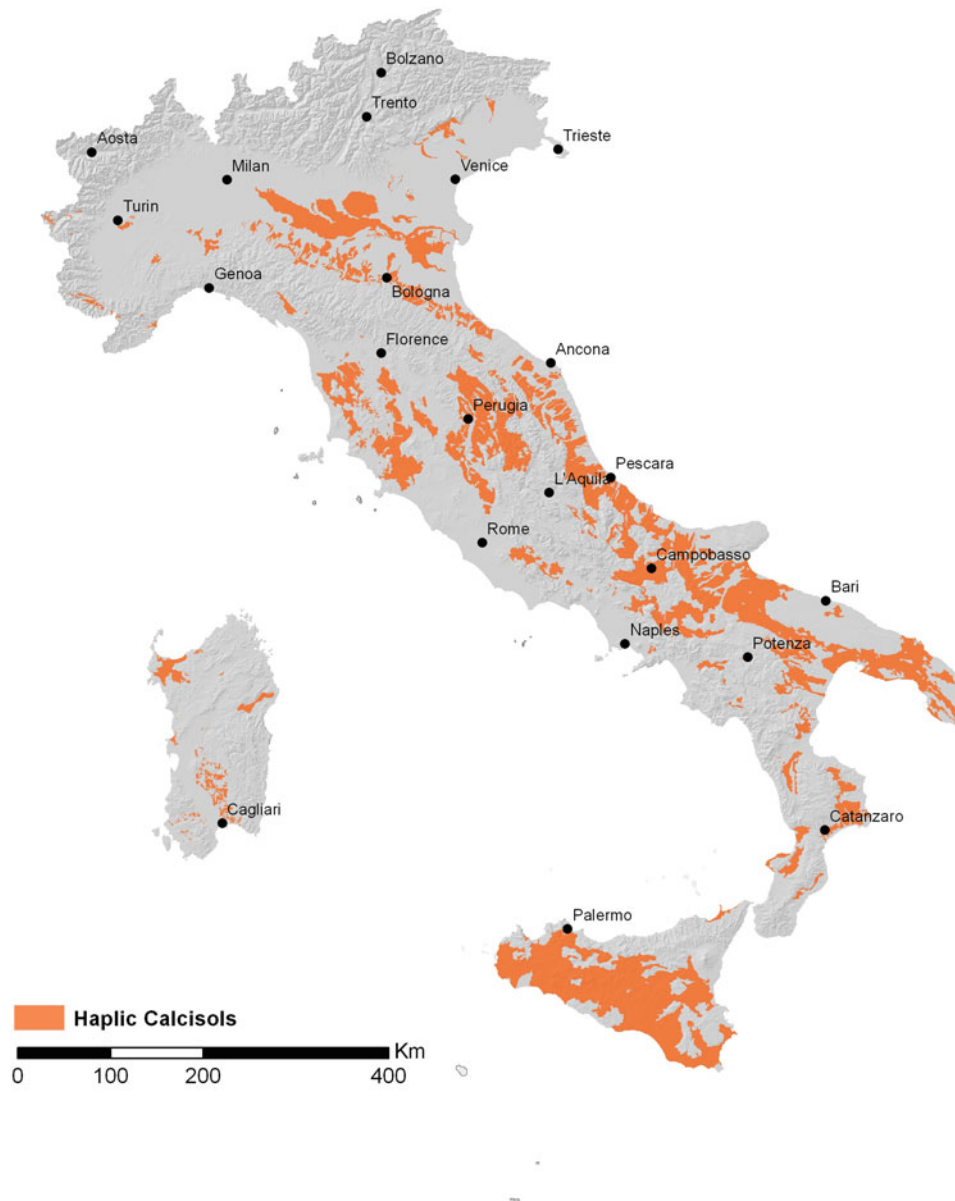 Bolzano
Trento
Aosta
Trieste
Milan
Venice
Turin
Genoa
Bologna
Florence
Ancona
Perugia
Pescara
L'Aquila
Rome
Campobasso
Bari
Naples
Potenza
Cagliari
Catanzaro
Palermo
Haplic Calcisols
Km
0 100 200 400